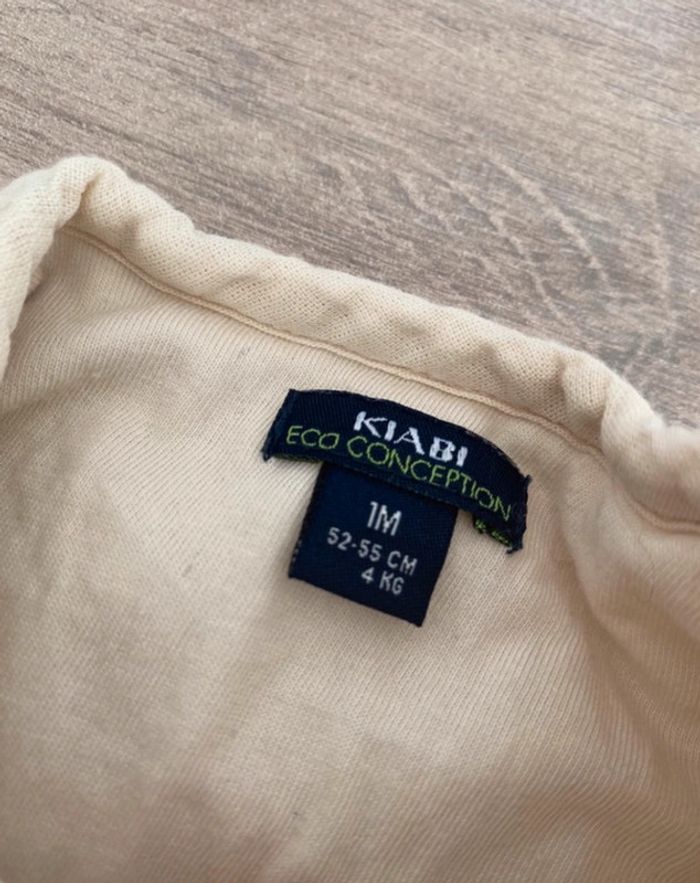 KIABI
ECO CONCEPTION
1M
52-55 CM
4 KG